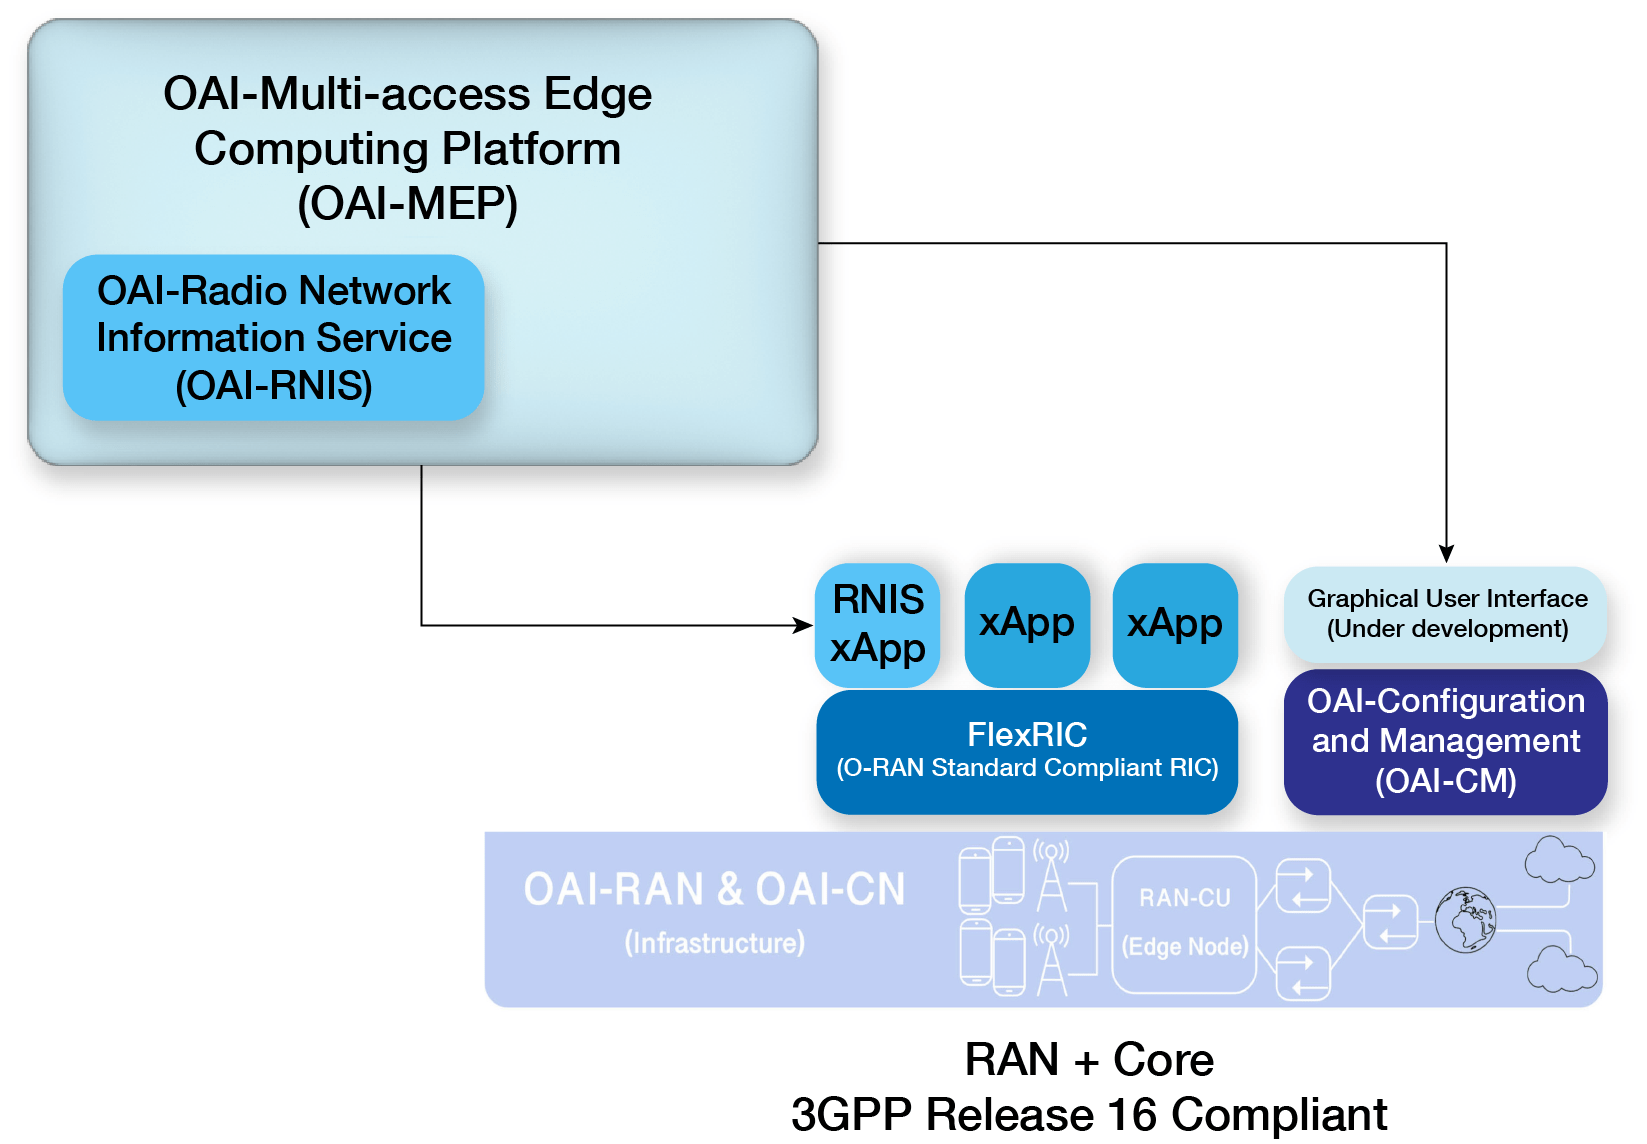 OAI-Multi-access Edge
Computing Platform
(OAI-MEP)
OAI-Radio Network
Information Service
(OAI-RNIS)
RNIS
xApp
xApp
xApp
Graphical User Interface
(Under development)
FlexRIC
(O-RAN Standard Compliant RIC)
OAI-Configuration
and Management
(OAI-CM)
OAI-RAN & OAI-CN
(Infrastructure)
RAN-CU
(Edge Node)
RAN + Core
3GPP Release 16 Compliant